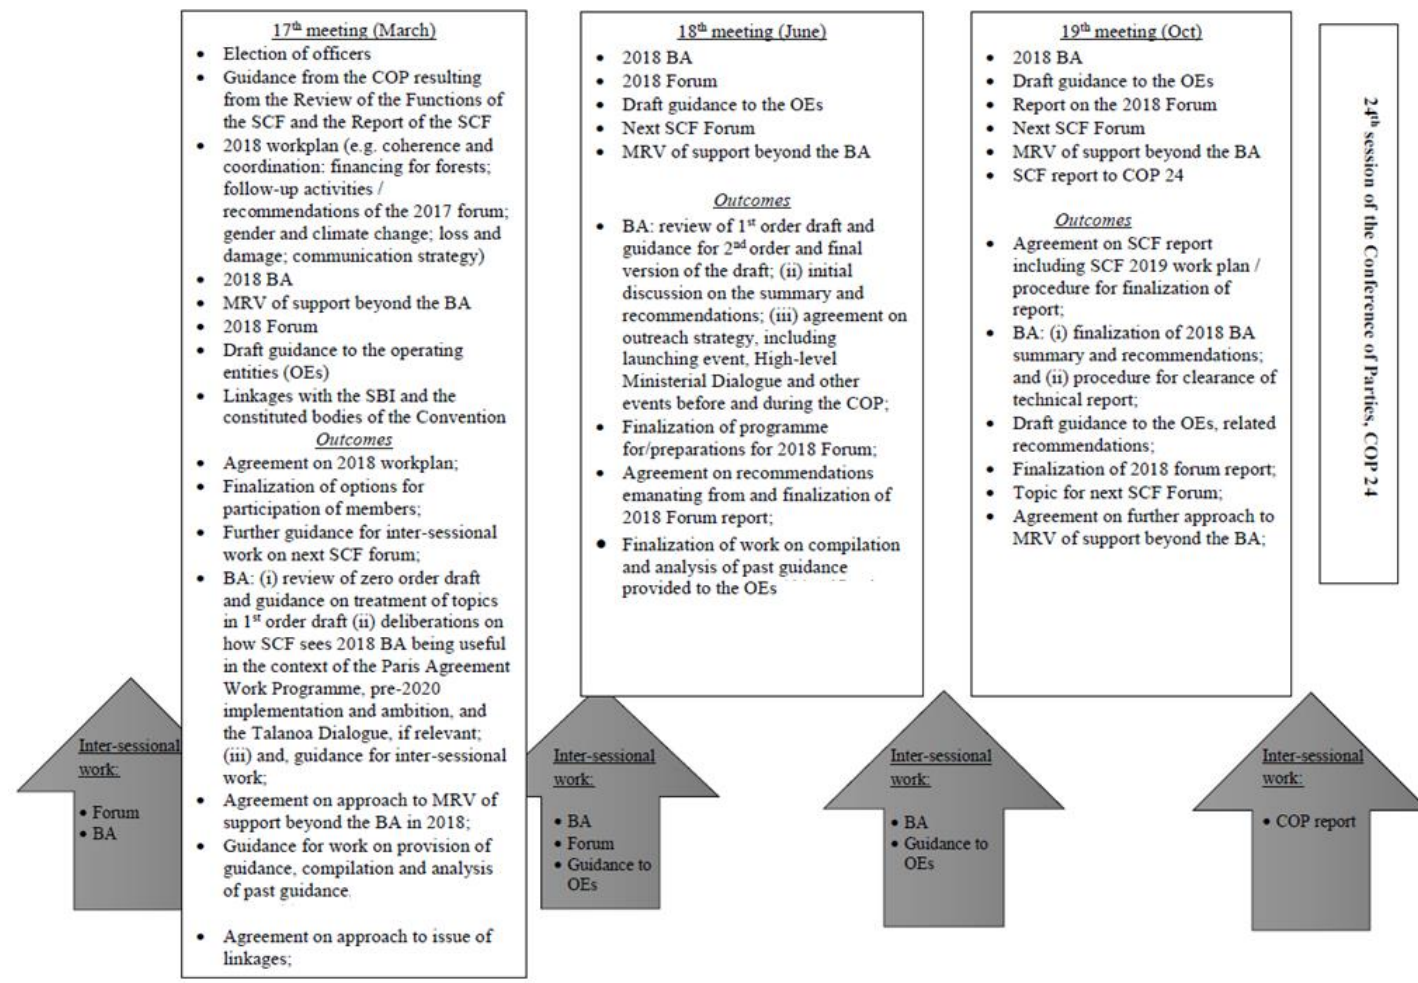 17th meeting (March)
• Election of officers
• Guidance from the COP resulting
from the Review of the Functions of
the SCF and the Report of the SCF
• 2018 workplan (e.g. coherence and
coordination: financing for forests;
follow-up activities /
recommendations of the 2017 forum;
gender and climate change; loss and
damage; communication strategy)
• 2018 BA
• MRV of support beyond the BA
• 2018 Forum
• Draft guidance to the operating
entities (OEs)
• Linkages with the SBI and the
constituted bodies of the Convention
Outcomes
• Agreement on 2018 workplan;
• Finalization of options for
participation of members;
• Further guidance for inter-sessional
work on next SCF forum;
• BA: (i) review of zero order draft
and guidance on treatment of topics
in 1st order draft (ii) deliberations on
how SCF sees 2018 BA being useful
in the context of the Paris Agreement
Work Programme, pre-2020
implementation and ambition, and
the Talanoa Dialogue, if relevant;
(iii) and, guidance for inter-sessional
work;
• Agreement on approach to MRV of
support beyond the BA in 2018;
• Guidance for work on provision of
guidance, compilation and analysis
of past guidance
• Agreement on approach to issue of
linkages;
18th meeting (June)
• 2018 BA
• 2018 Forum
• Draft guidance to the OEs
• Next SCF Forum
• MRV of support beyond the BA
Outcomes
• BA: review of 1st order draft and
guidance for 2nd order and final
version of the draft; (ii) initial
discussion on the summary and
recommendations; (iii) agreement on
outreach strategy, including
launching event, High-level
Ministerial Dialogue and other
events before and during the COP;
• Finalization of programme
for/preparations for 2018 Forum;
• Agreement on recommendations
emanating from and finalization of
2018 Forum report;
• Finalization of work on compilation
and analysis of past guidance
provided to the OEs
19th meeting (Oct)
• 2018 BA
• Draft guidance to the OEs
• Report on the 2018 Forum
• Next SCF Forum
• MRV of support beyond the BA
• SCF report to COP 24
Outcomes
• Agreement on SCF report
including SCF 2019 work plan /
procedure for finalization of
report;
• BA: (i) finalization of 2018 BA
summary and recommendations;
and (ii) procedure for clearance of
technical report;
• Draft guidance to the OEs, related
recommendations;
• Finalization of 2018 forum report;
• Topic for next SCF Forum;
• Agreement on further approach to
MRV of support beyond the BA;
24th session of the Conference of Parties, COP 24
Inter-sessional
work:
• Forum
• BA
Inter-sessional
work:
• BA
• Forum
• Guidance to
OEs
Inter-sessional
work:
• BA
• Guidance to
OEs
Inter-sessional
work:
• COP report